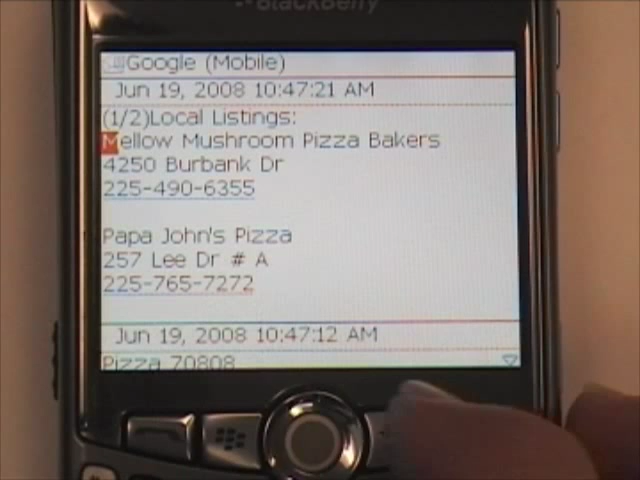 BlackBerry
Google (Mobile)
Jun 19, 2008 10:47:21 AM
(1/2)Local Listings:
Mellow Mushroom Pizza Bakers
4250 Burbank Dr
225-490-6355
Papa John's Pizza
257 Lee Dr # A
225-765-7272
Jun 19, 2008 10:47:12 AM
Pizza 70808